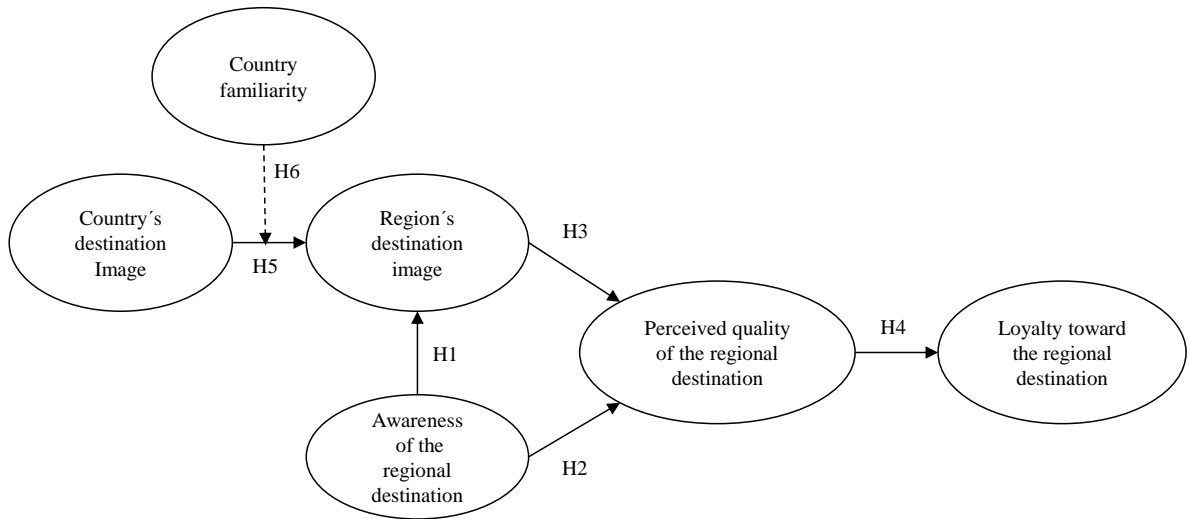 Country
familiarity
H6
Country´s
destination
Image
H5
Region´s
destination
image
H3
H1
Perceived quality
of the regional
destination
H4
Loyalty toward
the regional
destination
Awareness
of the
regional
destination
H2